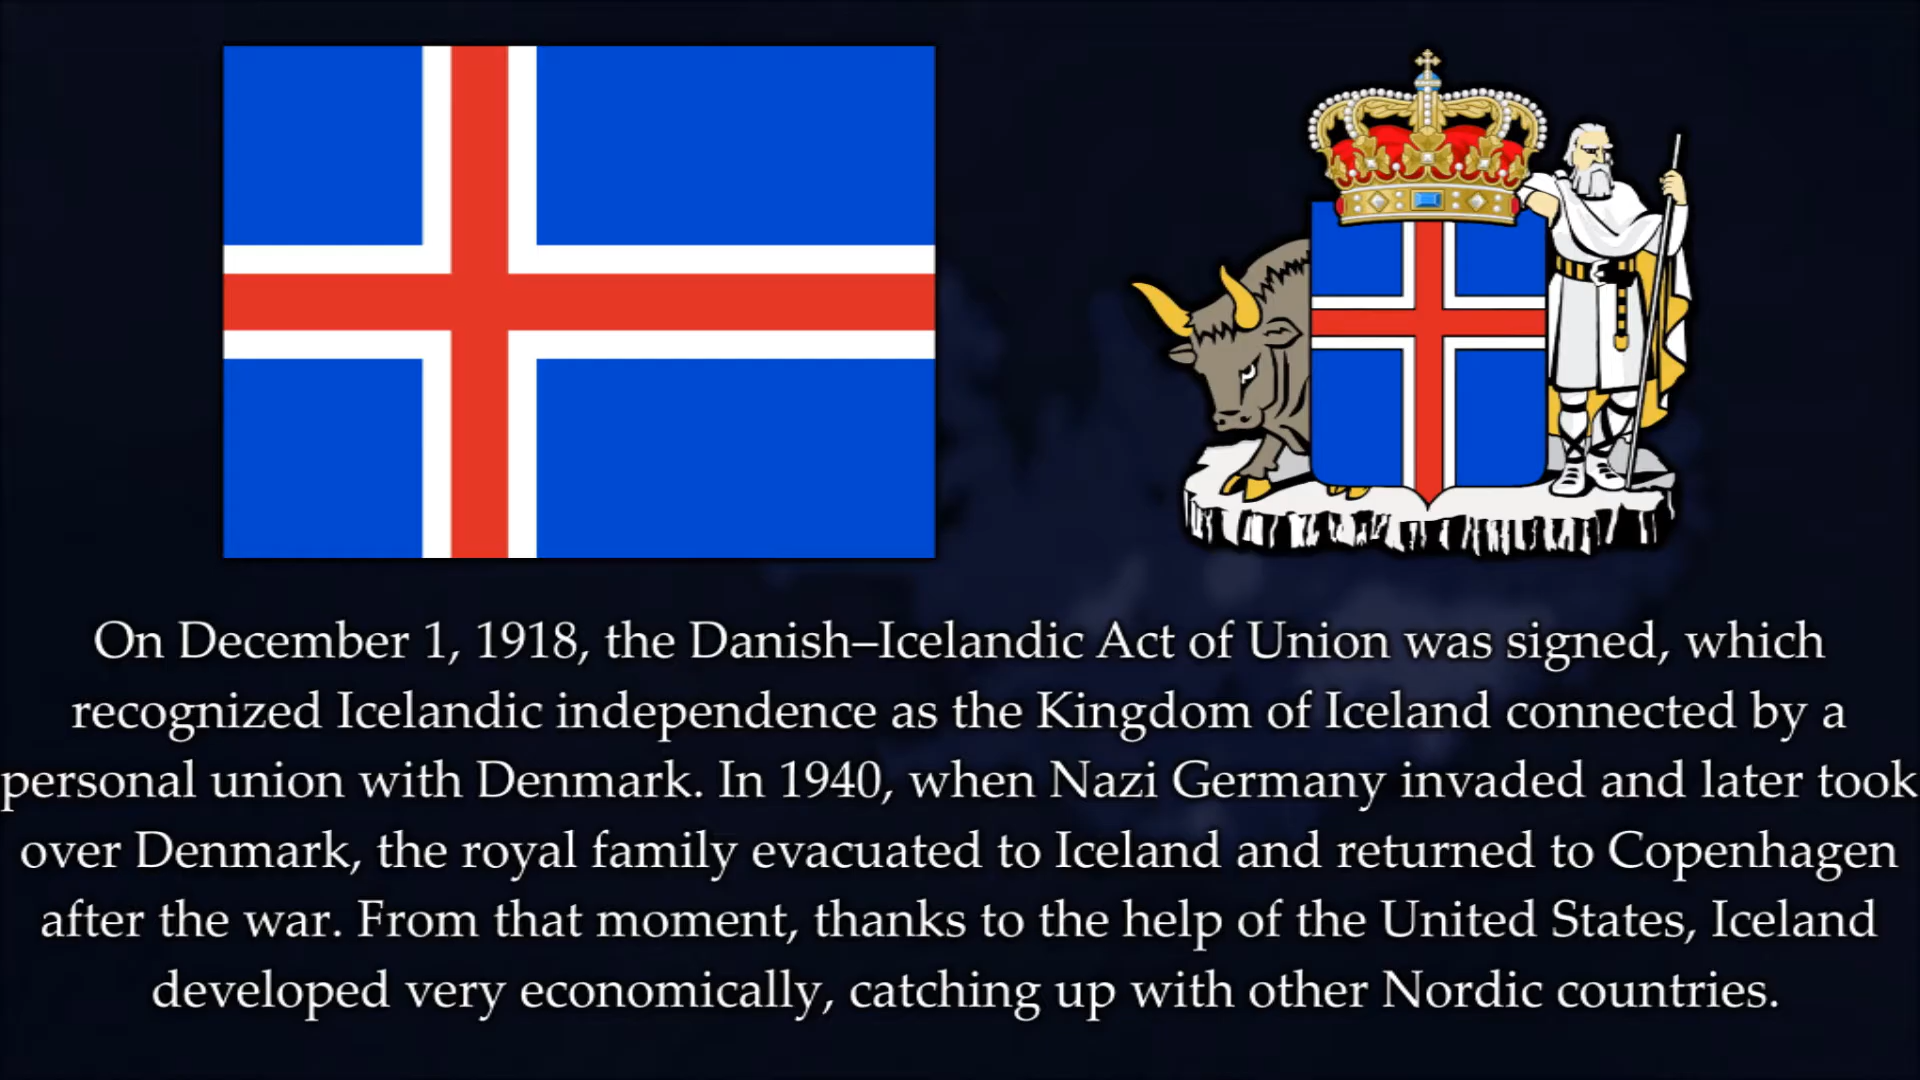 On December 1, 1918, the Danish–Icelandic Act of Union was signed, which
recognized Icelandic independence as the Kingdom of Iceland connected by a
personal union with Denmark. In 1940, when Nazi Germany invaded and later took
over Denmark, the royal family evacuated to Iceland and returned to Copenhagen
after the war. From that moment, thanks to the help of the United States, Iceland
developed very economically, catching up with other Nordic countries.